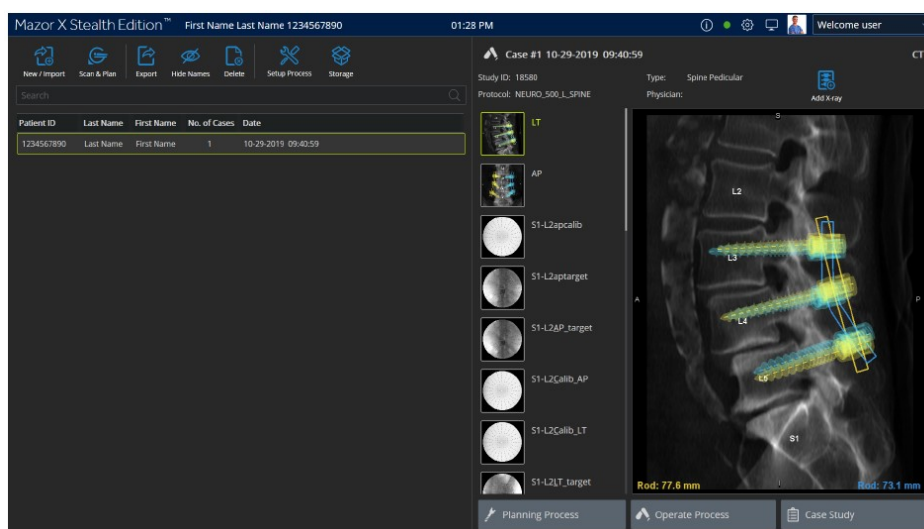 Mazor X Stealth Edition™ First Name Last Name 1234567890 01:28 PM Welcome user
New / Import Scan & Plan Export Hide Names Delete Setup Process Storage
Search
Patient ID Last Name First Name No. of Cases Date
1234567890 Last Name First Name 1 10-29-2019 09:40:59
Case #1 10-29-2019 09:40:59 CT
Study ID: 18580 Type: Spine Pedicular
Protocol: NEURO_500_L_SPINE Physician:
Add X-ray
LT
AP
S1-L2apcalib
S1-L2aptarget
S1-L2AP_target
S1-L2Calib_AP
S1-L2Calib_LT
S1-L2LT_target
S
L2
L3
A P
L4
L5
S1
I
Rod: 77.6 mm Rod: 73.1 mm
Planning Process Operate Process Case Study